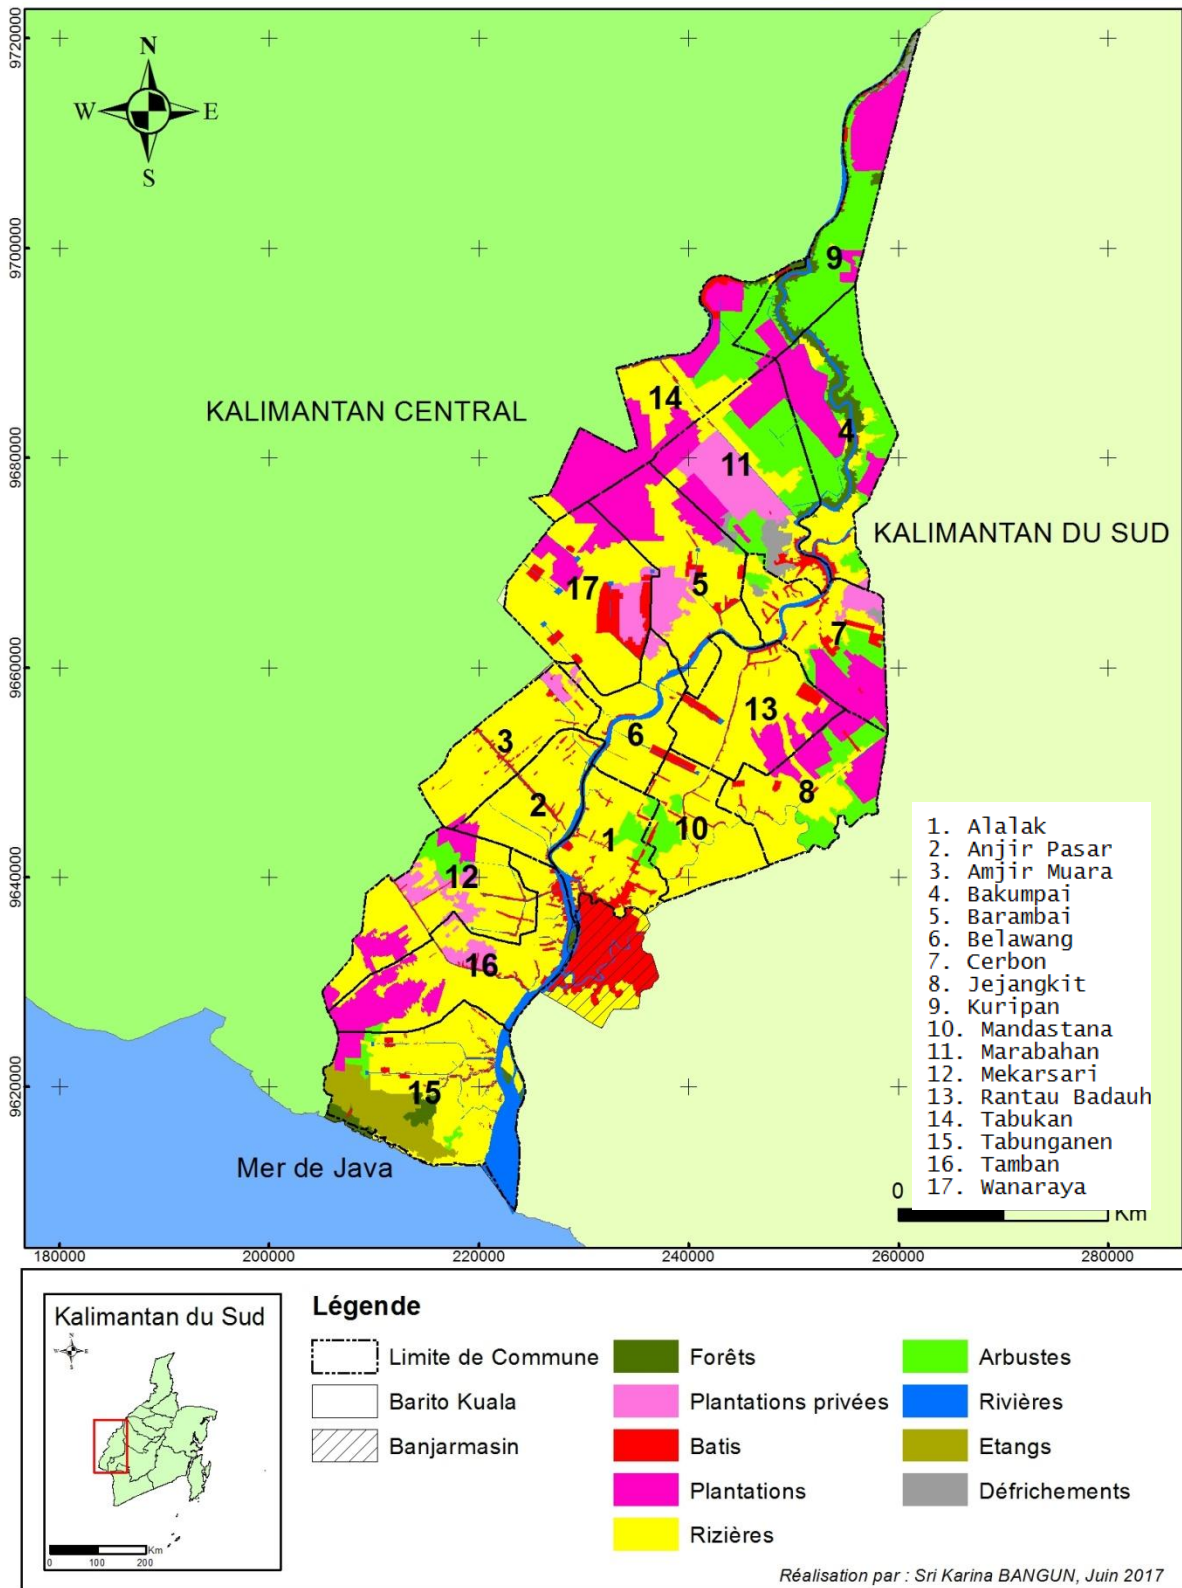 9720000
9700000
9680000
9660000
9640000
9620000
N
W
E
S
KALIMANTAN CENTRAL
KALIMANTAN DU SUD
Mer de Java
9
14
4
11
5
17
7
13
6
3
8
2
1
10
12
16
15
1. Alalak
2. Anjir Pasar
3. Amjir Muara
4. Bakumpai
5. Barambai
6. Belawang
7. Cerbon
8. Jejangkit
9. Kuripan
10. Mandastana
11. Marabahan
12. Mekarsari
13. Rantau Badauh
14. Tabukan
15. Tabunganen
16. Tamban
17. Wanaraya
0
Km
180000 200000 220000 240000 260000 280000
Kalimantan du Sud
N
W
E
S
Km
0 100 200
Légende
Limite de Commune
Barito Kuala
Banjarmasin
Forêts
Plantations privées
Batis
Plantations
Rizières
Arbustes
Rivières
Etangs
Défrichements
Réalisation par : Sri Karina BANGUN, Juin 2017